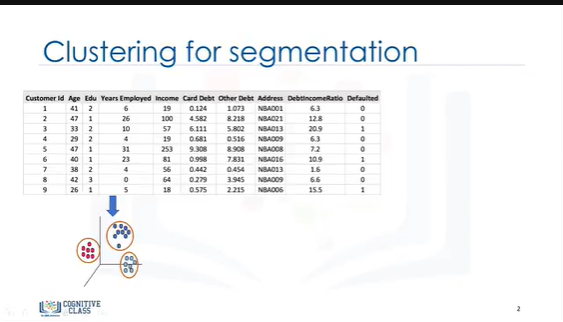 Clustering for segmentation
Customer Id Age Edu Years Employed Income Card Debt Other Debt Address DebtIncomeRatio Defaulted
1 41 2 6 19 0.124 1.073 NBA001 6.3 0
2 47 1 26 100 4.582 8.218 NBA021 12.8 0
3 33 2 10 57 6.111 5.802 NBA013 20.9 1
4 29 2 4 19 0.681 0.516 NBA009 6.3 0
5 47 1 31 253 9.308 8.908 NBA008 7.2 0
6 40 1 23 81 0.998 7.831 NBA016 10.9 1
7 38 2 4 56 0.442 0.454 NBA013 1.6 0
8 42 3 0 64 0.279 3.945 NBA009 6.6 0
9 26 1 5 18 0.575 2.215 NBA006 15.5 1
COGNITIVE
CLASS
2